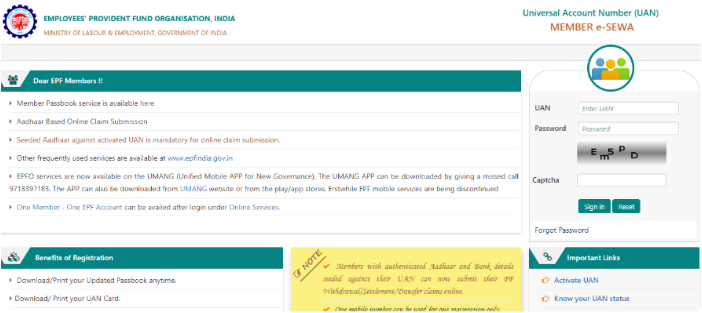 EMPLOYEES' PROVIDENT FUND ORGANISATION, INDIA
MINISTRY OF LABOUR & EMPLOYMENT, GOVERNMENT OF INDIA
Universal Account Number (UAN)
MEMBER e-SEWA
Dear EPF Members !!
Member Passbook service is available here
Aadhaar Based Online Claim Submission
Seeded Aadhaar against activated UAN is mandatory for online claim submission.
Other frequently used services are available at www.epfindia.gov.in
EPFO services are now available on the UMANG (Unified Mobile APP for New Governance). The UMANG APP can be downloaded by giving a missed call
9718397183. The APP can also be downloaded from UMANG website or from the play/app stores. Erstwhile EPF mobile services are being discontinued
One Member - One EPF Account can be availed after login under Online Services.
UAN
Enter UAN
Password
Password
E m 5 P D
Captcha
Sign In
Reset
Forgot Password
Benefits of Registration
Download/Print your Updated Passbook anytime.
Download/ Print your UAN Card.
NOTE
Members with authenticated Aadhaar and Bank details
seeded against their UAN can now submit their PF
Withdrawal/Settlement/Transfer claims online.
One mobile number can be used for one registration only
Important Links
Activate UAN
Know your UAN status